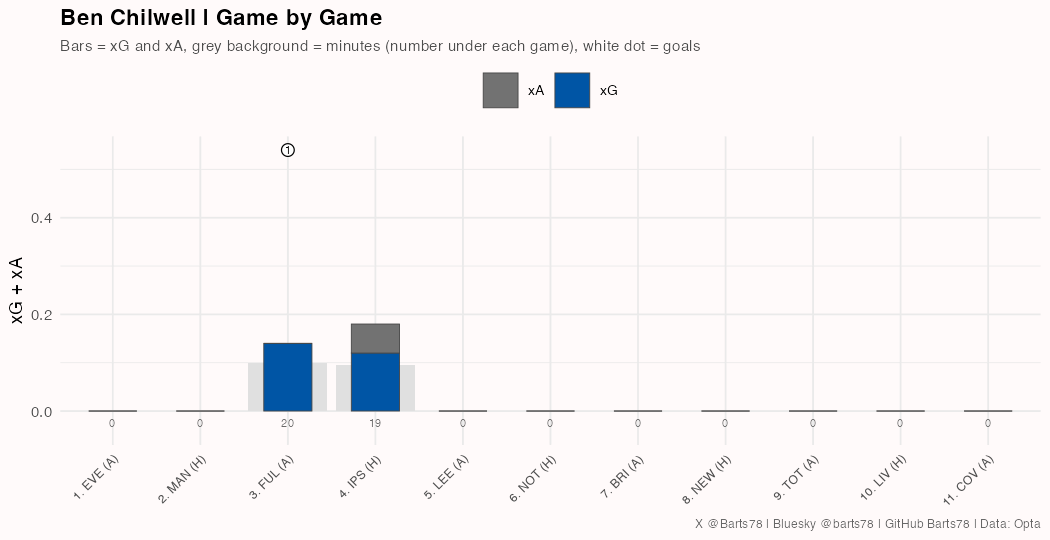 Ben Chilwell | Game by Game
Bars = xG and xA, grey background = minutes (number under each game), white dot = goals
xA xG
1
xG + xA
0.4
0.2
0.0
0 0 20 19 0 0 0 0 0 0 0
1. EVE (A) 2. MAN (H) 3. FUL (A) 4. IPS (H) 5. LEE (A) 6. NOT (H) 7. BRI (A) 8. NEW (H) 9. TOT (A) 10. LIV (H) 11. COV (A)
X @Barts78 | Bluesky @barts78 | GitHub Barts78 | Data: Opta